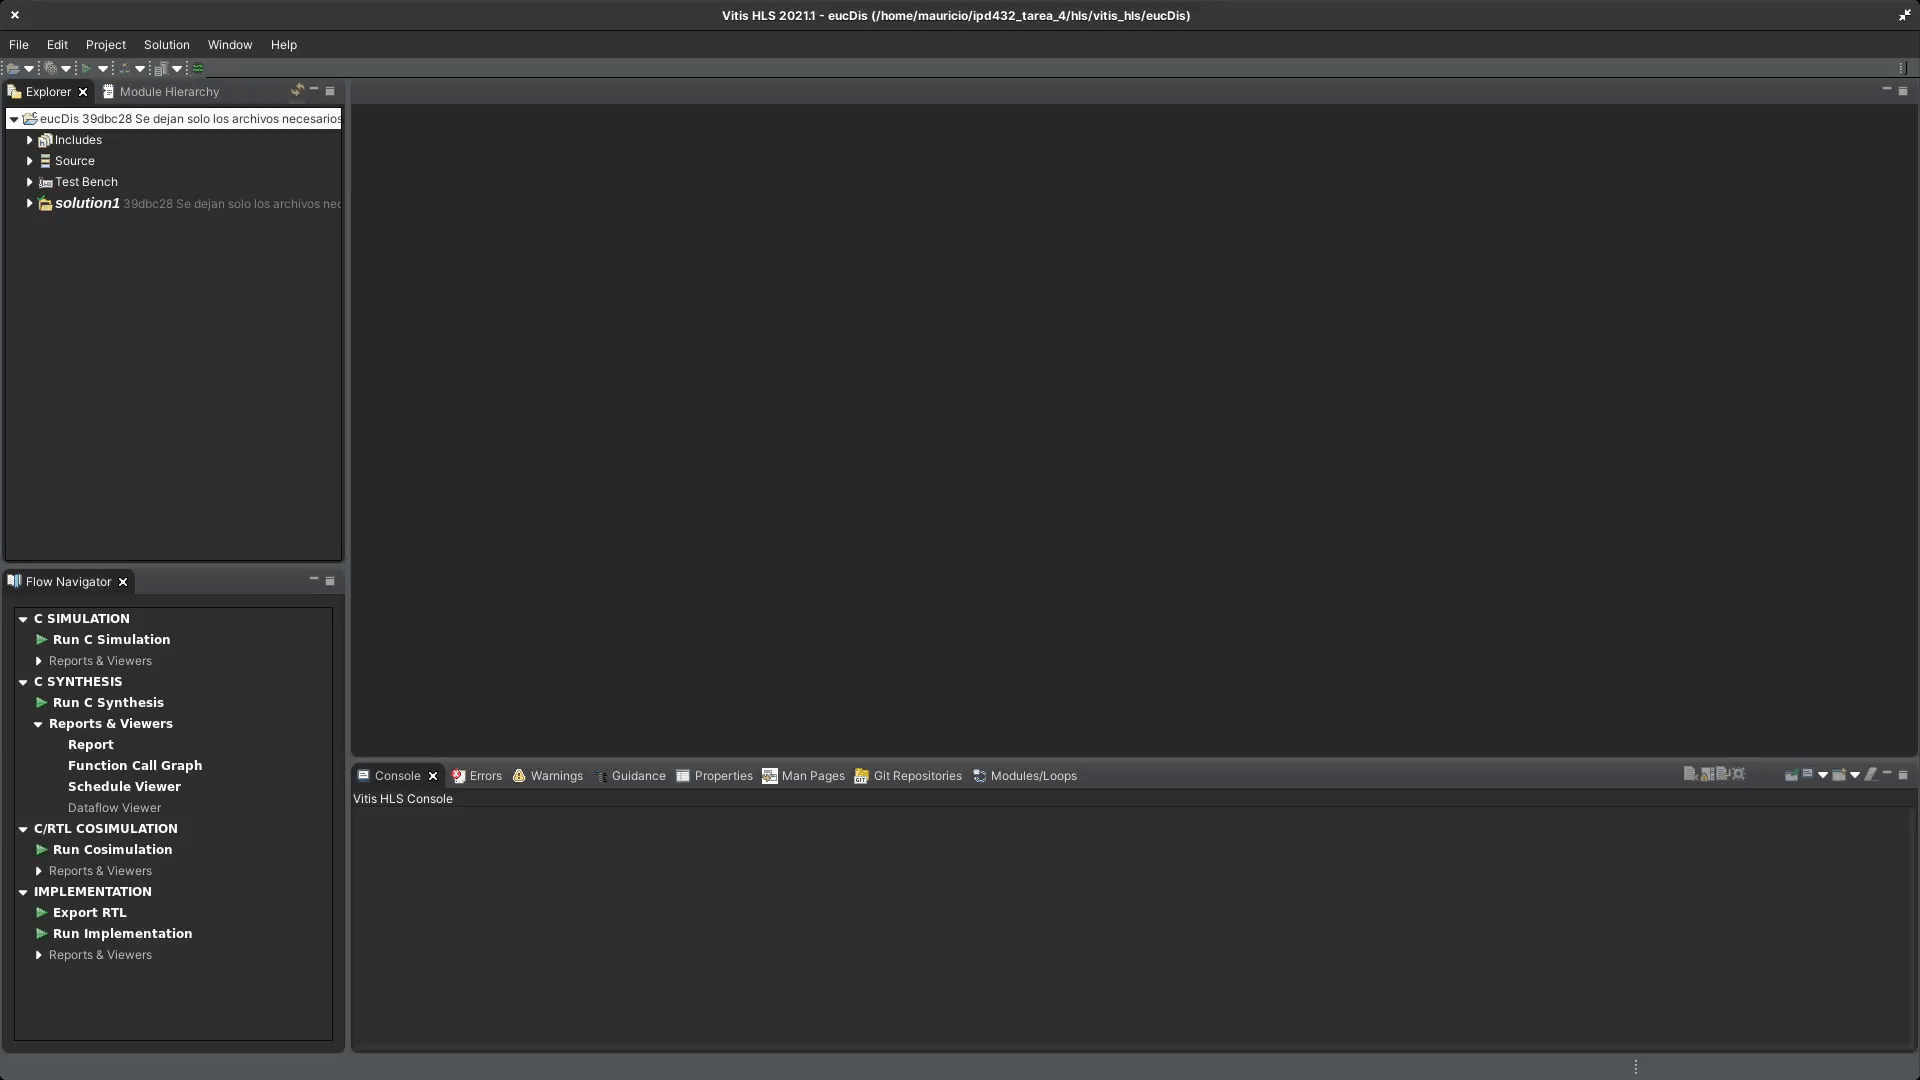 Vitis HLS 2021.1 - eucDis (/home/mauricio/ipd432_tarea_4/hls/vitis_hls/eucDis)
File Edit Project Solution Window Help
Explorer Module Hierarchy
eucDis 39dbc28 Se dejan solo los archivos necesarios
Includes
Source
Test Bench
solution1 39dbc28 Se dejan solo los archivos nec
Flow Navigator
C SIMULATION
Run C Simulation
Reports & Viewers
C SYNTHESIS
Run C Synthesis
Reports & Viewers
Report
Function Call Graph
Schedule Viewer
Dataflow Viewer
C/RTL COSIMULATION
Run Cosimulation
Reports & Viewers
IMPLEMENTATION
Export RTL
Run Implementation
Reports & Viewers
Console Errors Warnings Guidance Properties Man Pages Git Repositories Modules/Loops
Vitis HLS Console